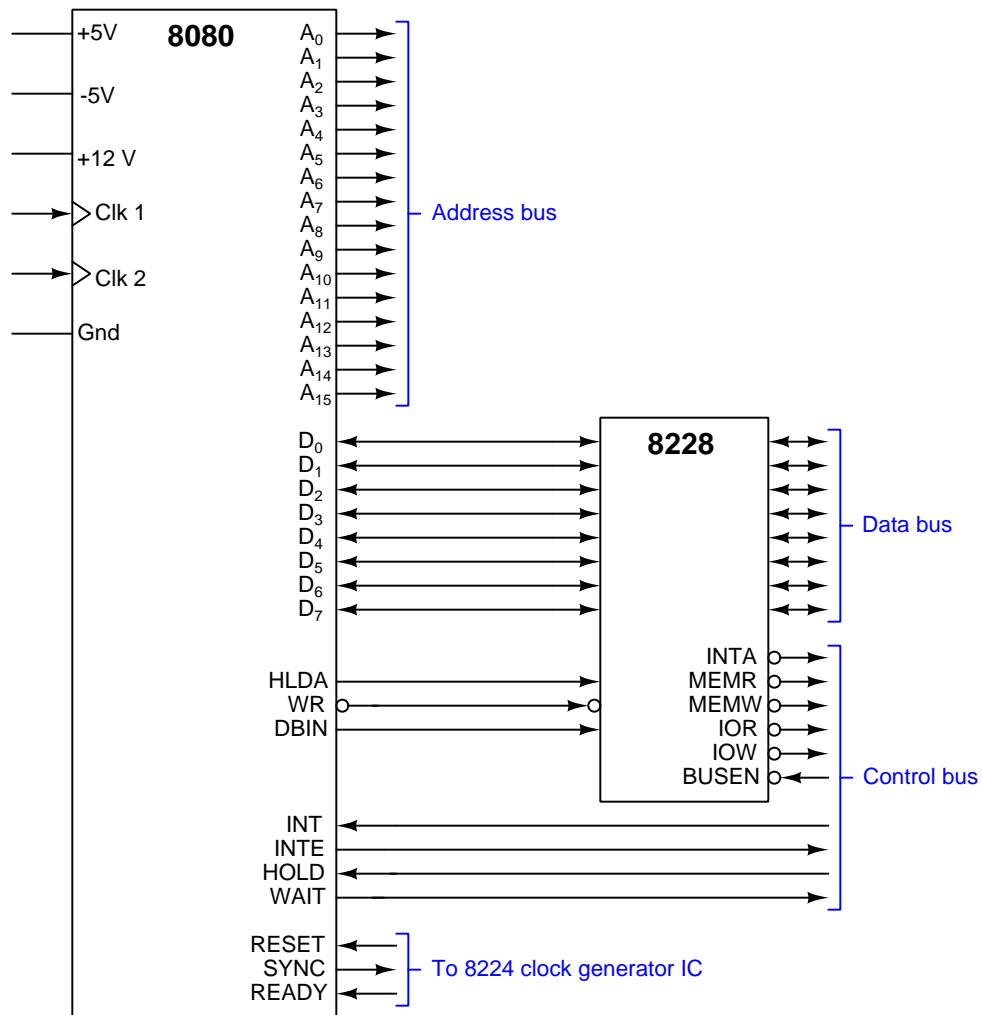 8080
+5V
-5V
+12 V
Clk 1
Clk 2
Gnd
A0
A1
A2
A3
A4
A5
A6
A7
A8
A9
A10
A11
A12
A13
A14
A15
Address bus
D0
D1
D2
D3
D4
D5
D6
D7
HLDA
WR
DBIN
8228
Data bus
INTA
MEMR
MEMW
IOR
IOW
BUSEN
Control bus
INT
INTE
HOLD
WAIT
RESET
SYNC
READY
To 8224 clock generator IC